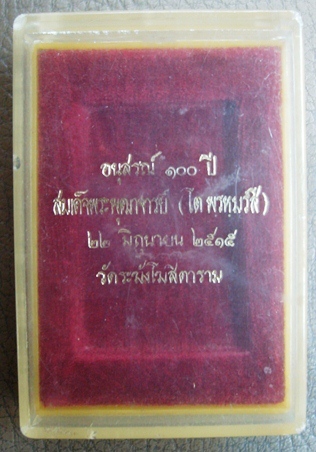 อนุสรณ์ ๑๐๐ ปี
สมเด็จพระพุฒาจารย์ (โต พรหมรังสี)
๒๒ มิถุนายน ๒๕๑๕
วัดระฆังโฆสิตาราม